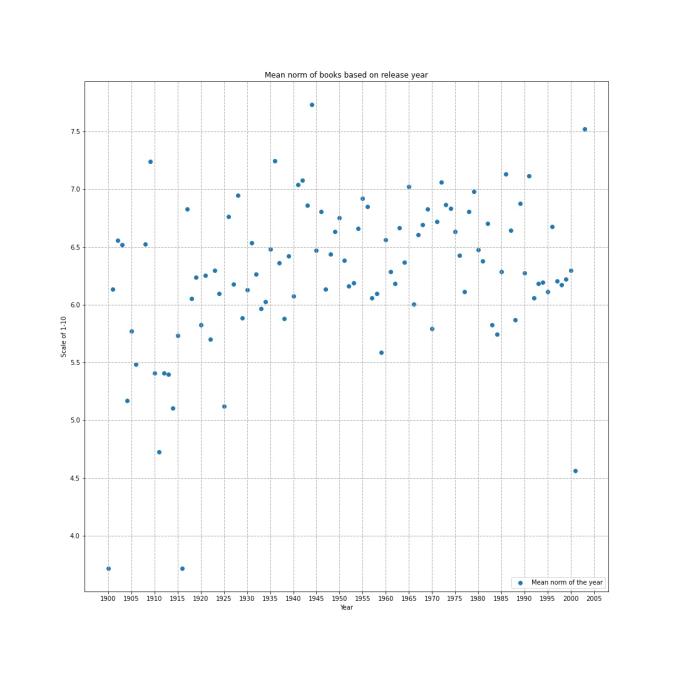 Mean norm of books based on release year
Scale of 1-10
7.5
7.0
6.5
6.0
5.5
5.0
4.5
4.0
Mean norm of the year
1900 1905 1910 1915 1920 1925 1930 1935 1940 1945 1950 1955 1960 1965 1970 1975 1980 1985 1990 1995 2000 2005
Year